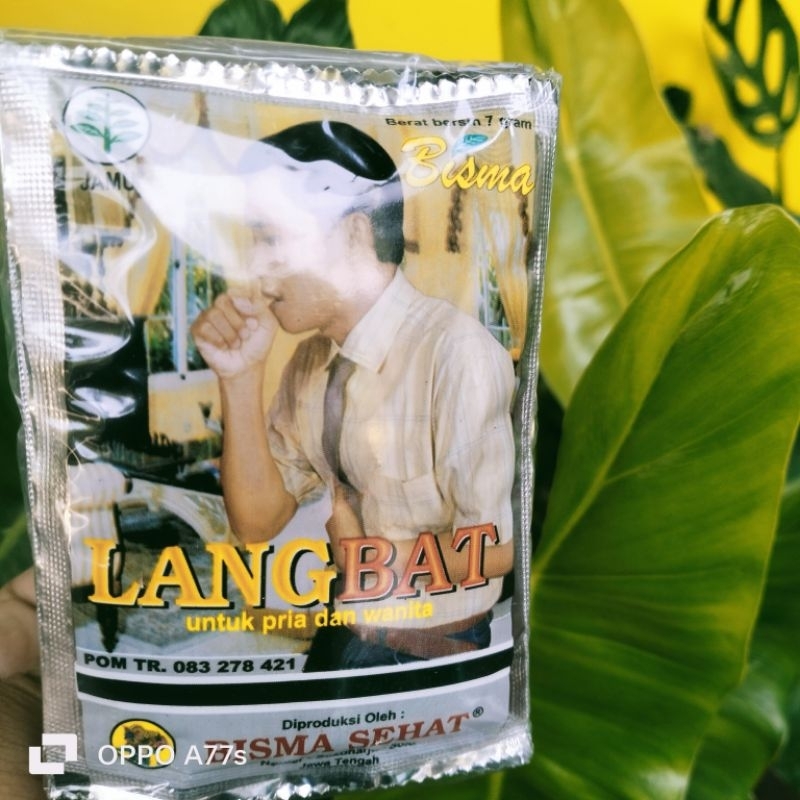 Berat bersih 7 gram
Bisma
JAMU
LANGBAT
untuk pria dan wanita
POM TR. 083 278 421
Diproduksi Oleh :
BISMA SEHAT®
Jawa Tengah
OPPO A77s